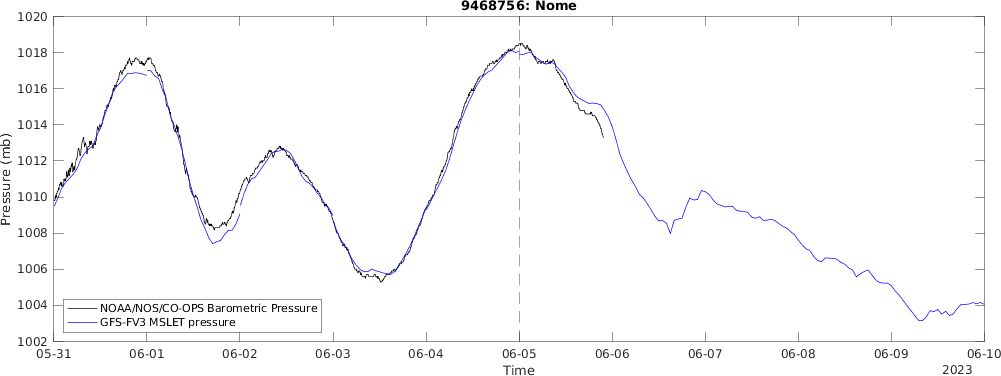 9468756: Nome
1020
1018
1016
1014
1012
1010
1008
1006
1004
1002
Pressure (mb)
NOAA/NOS/CO-OPS Barometric Pressure
GFS-FV3 MSLET pressure
05-31 06-01 06-02 06-03 06-04 06-05 06-06 06-07 06-08 06-09 06-10
Time
2023